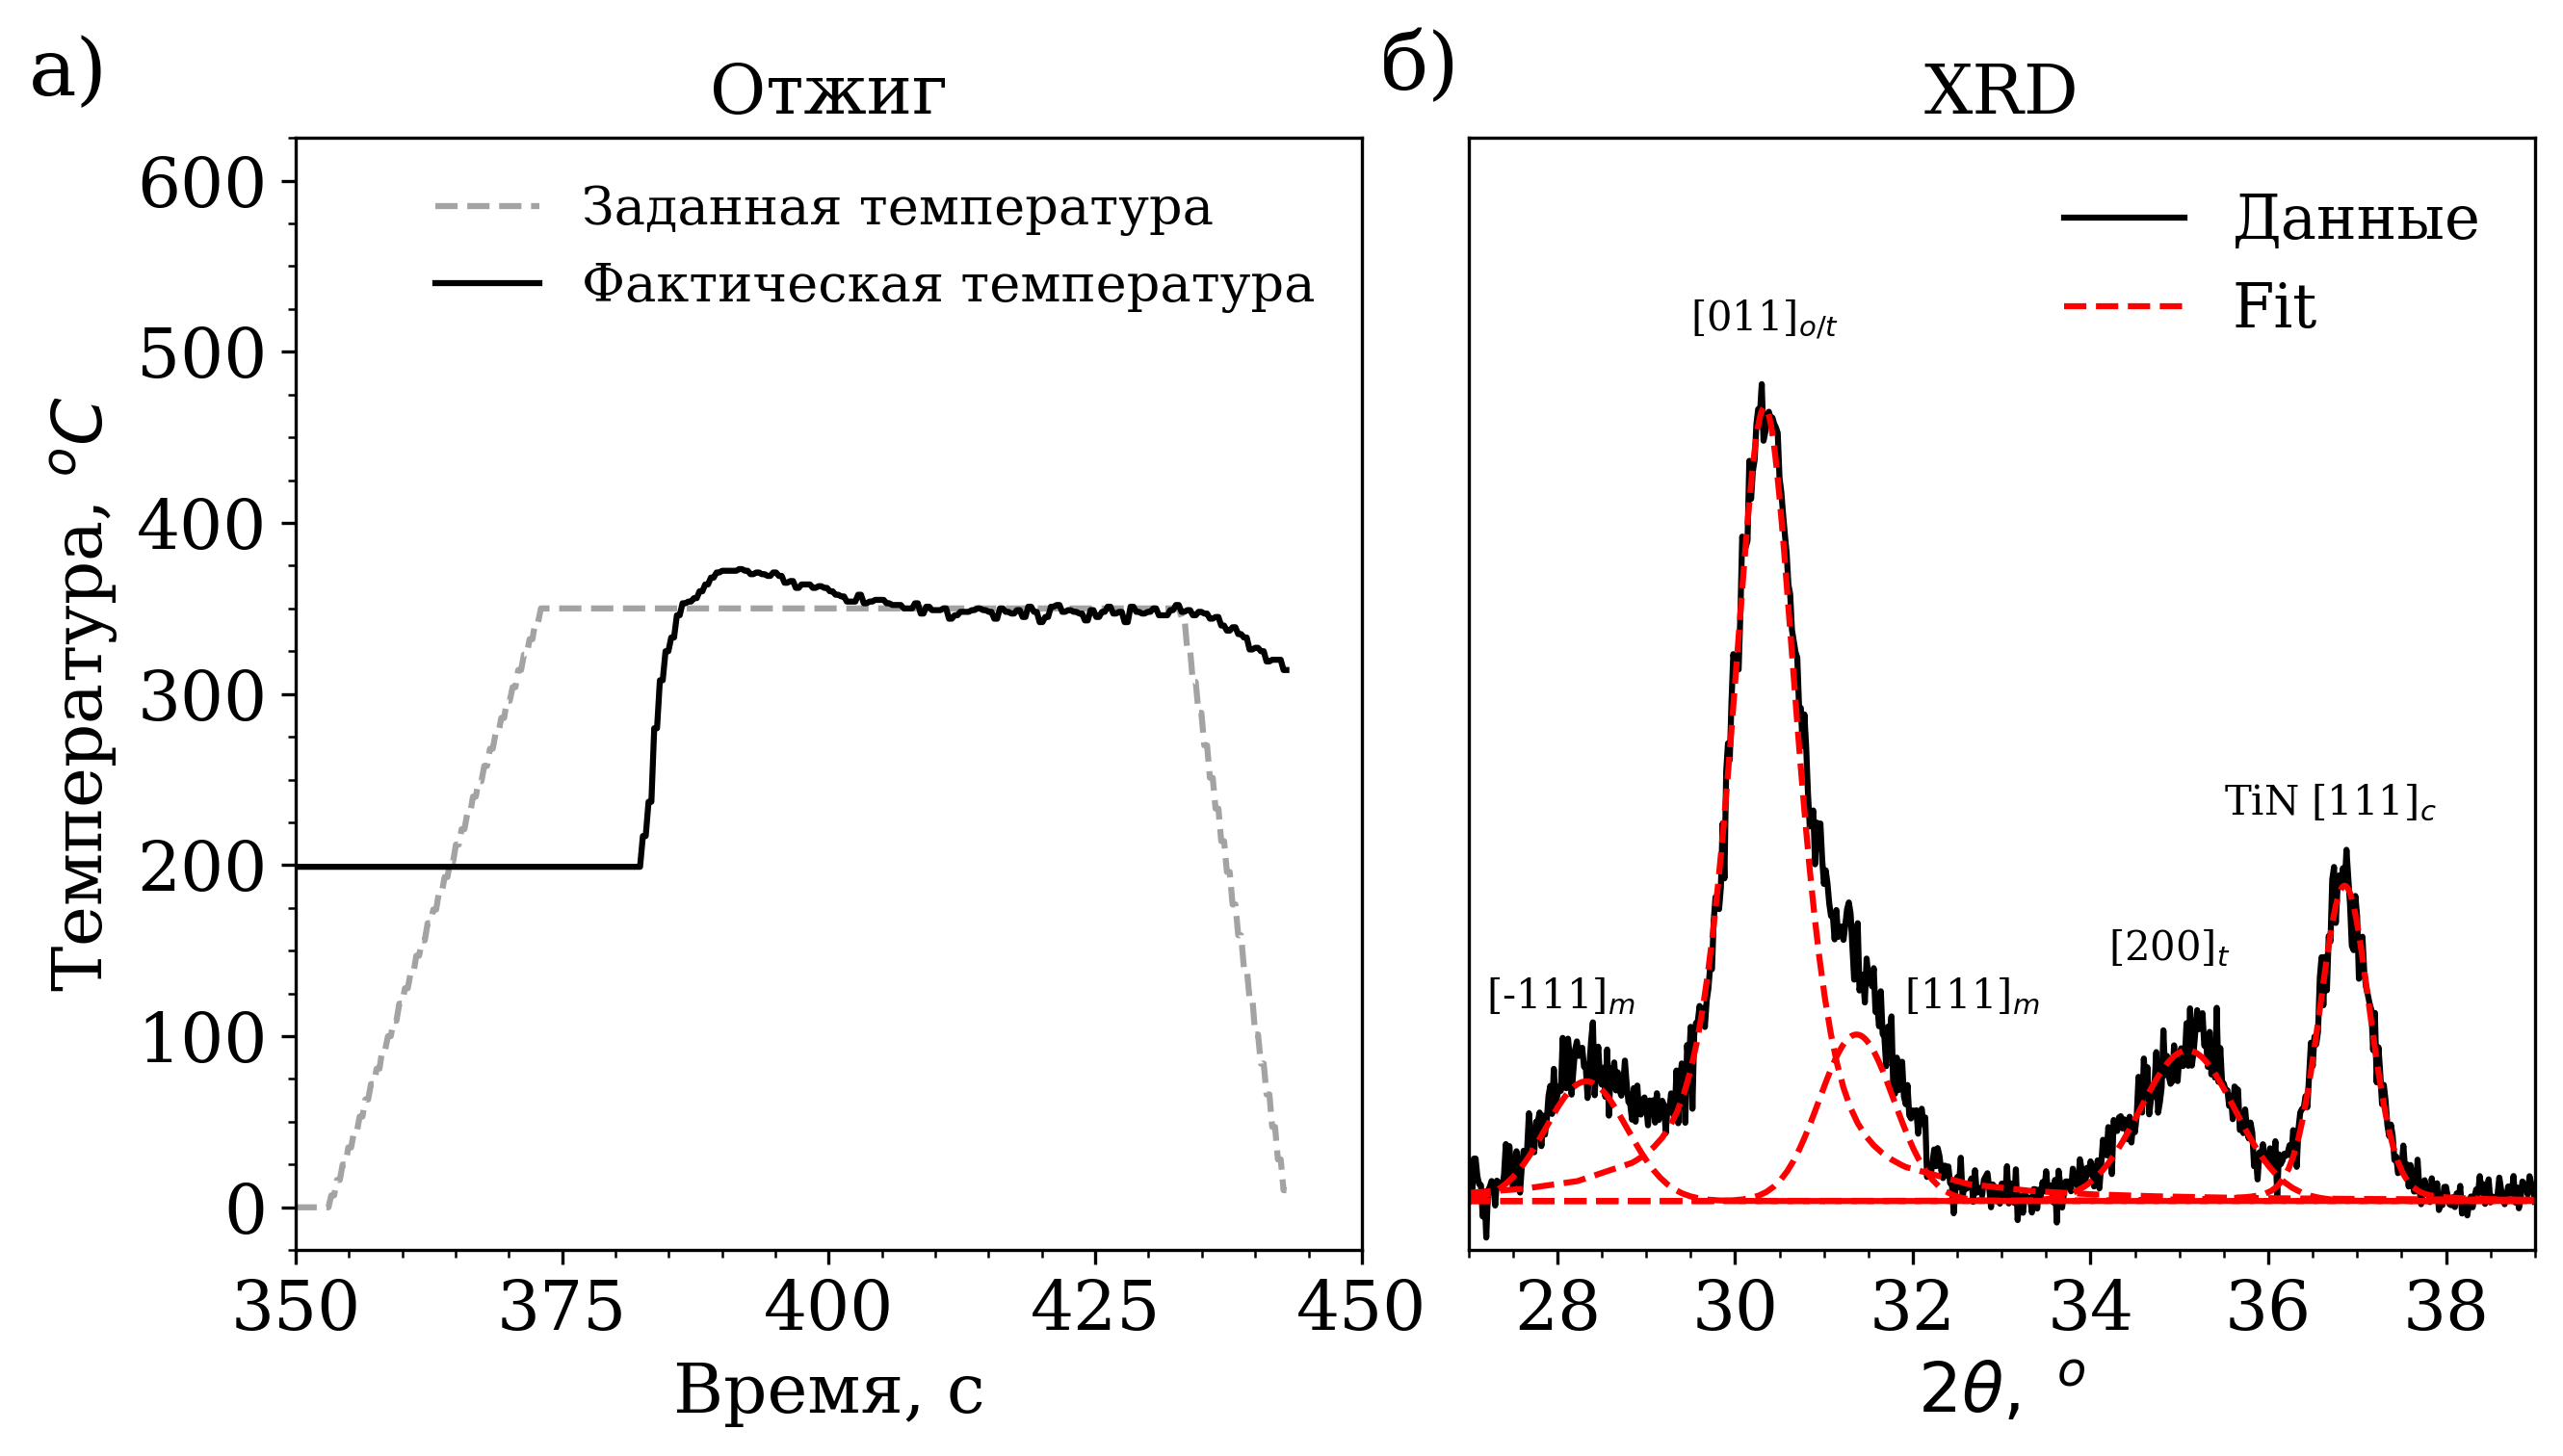 а)
Отжиг
Заданная температура
Фактическая температура
600
500
400
300
200
100
0
Температура, °C
350 375 400 425 450
Время, с
б)
XRD
Данные
Fit
[011]o/t
TiN [111]c
[200]t
[-111]m
[111]m
28 30 32 34 36 38
2θ, °